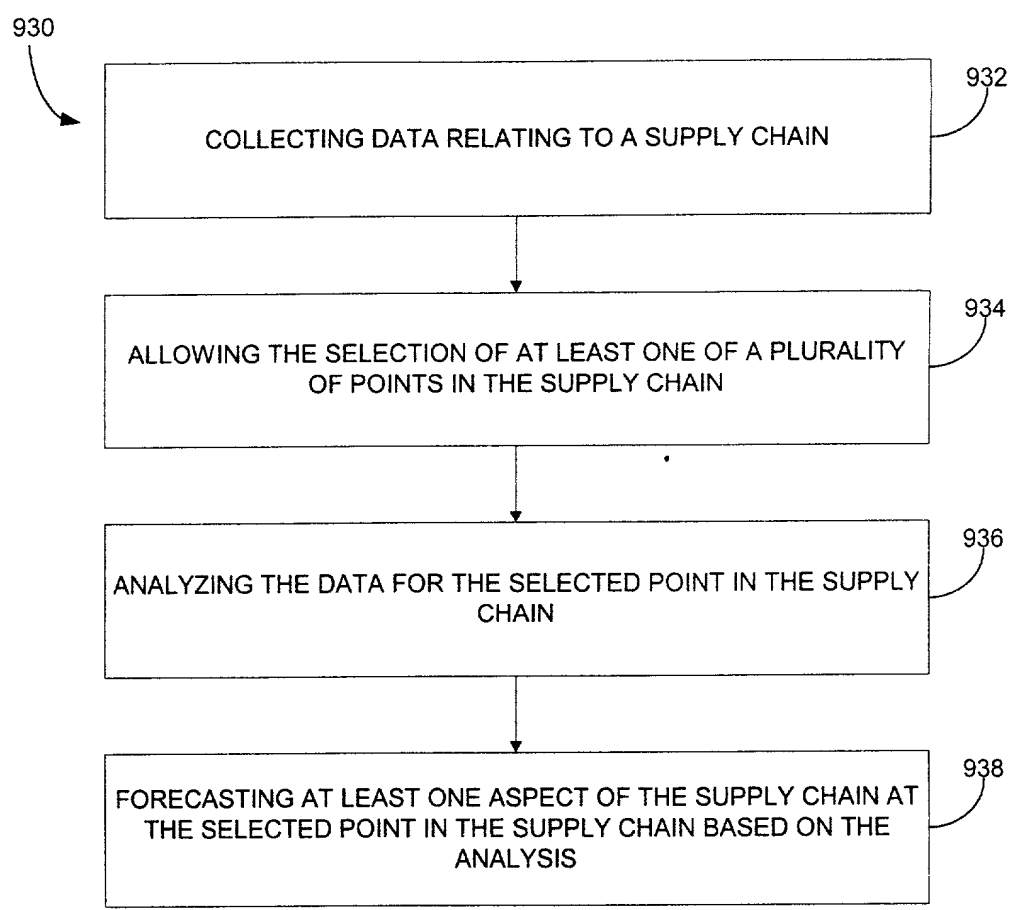 930
932
COLLECTING DATA RELATING TO A SUPPLY CHAIN
934
ALLOWING THE SELECTION OF AT LEAST ONE OF A PLURALITY
OF POINTS IN THE SUPPLY CHAIN
936
ANALYZING THE DATA FOR THE SELECTED POINT IN THE SUPPLY
CHAIN
938
FORECASTING AT LEAST ONE ASPECT OF THE SUPPLY CHAIN AT
THE SELECTED POINT IN THE SUPPLY CHAIN BASED ON THE
ANALYSIS